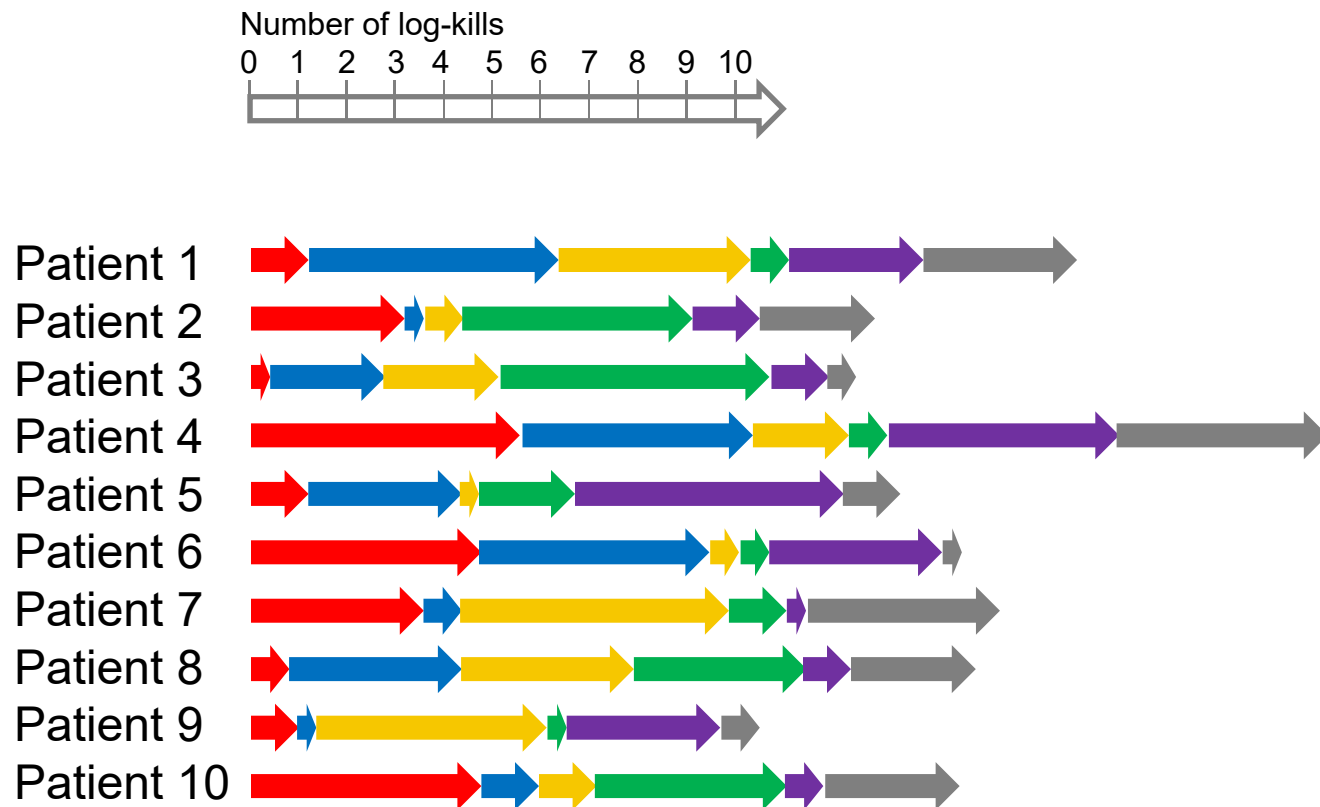 Number of log-kills
0 1 2 3 4 5 6 7 8 9 10
Patient 1
Patient 2
Patient 3
Patient 4
Patient 5
Patient 6
Patient 7
Patient 8
Patient 9
Patient 10